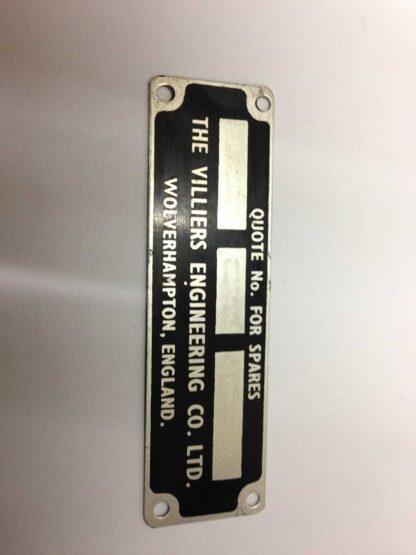 QUOTE No. FOR SPARES
THE VILLIERS ENGINEERING CO. LTD.
WOLVERHAMPTON, ENGLAND.